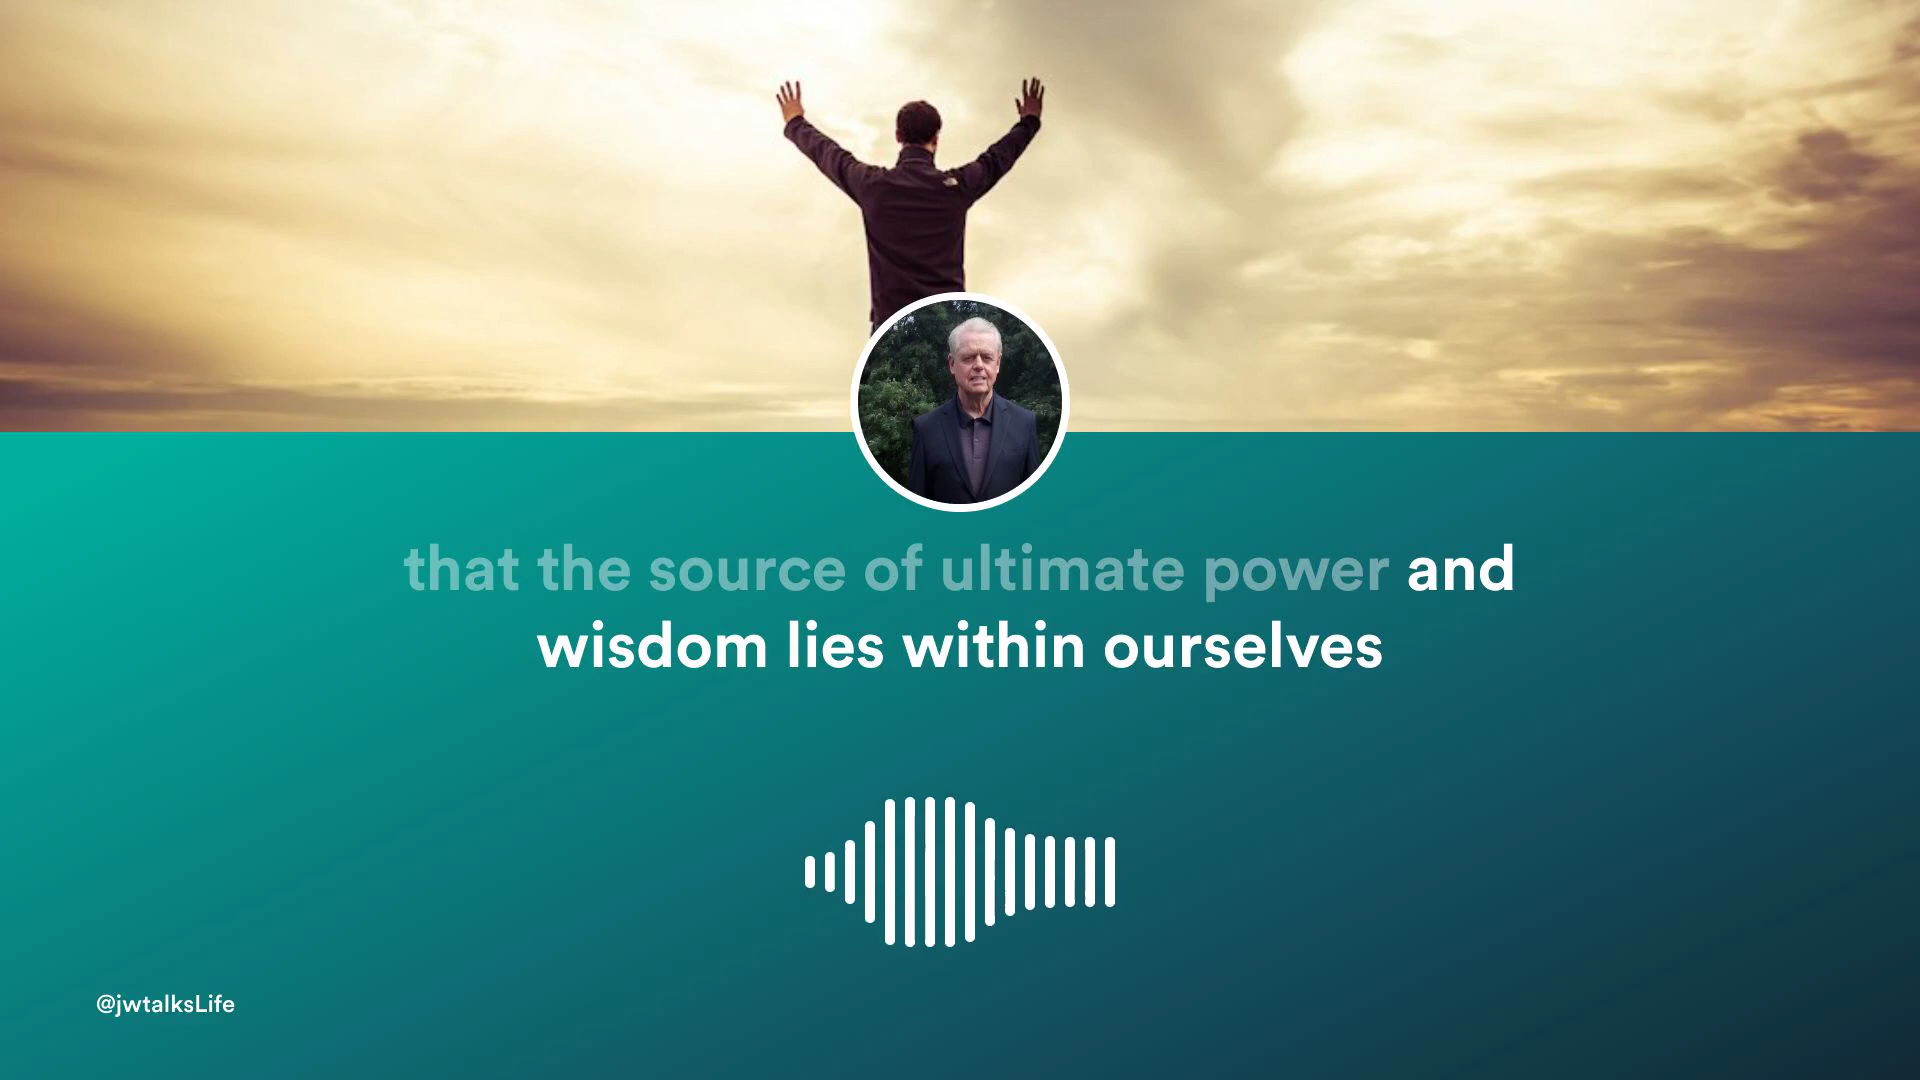 that the source of ultimate power and
wisdom lies within ourselves
@jwtalksLife